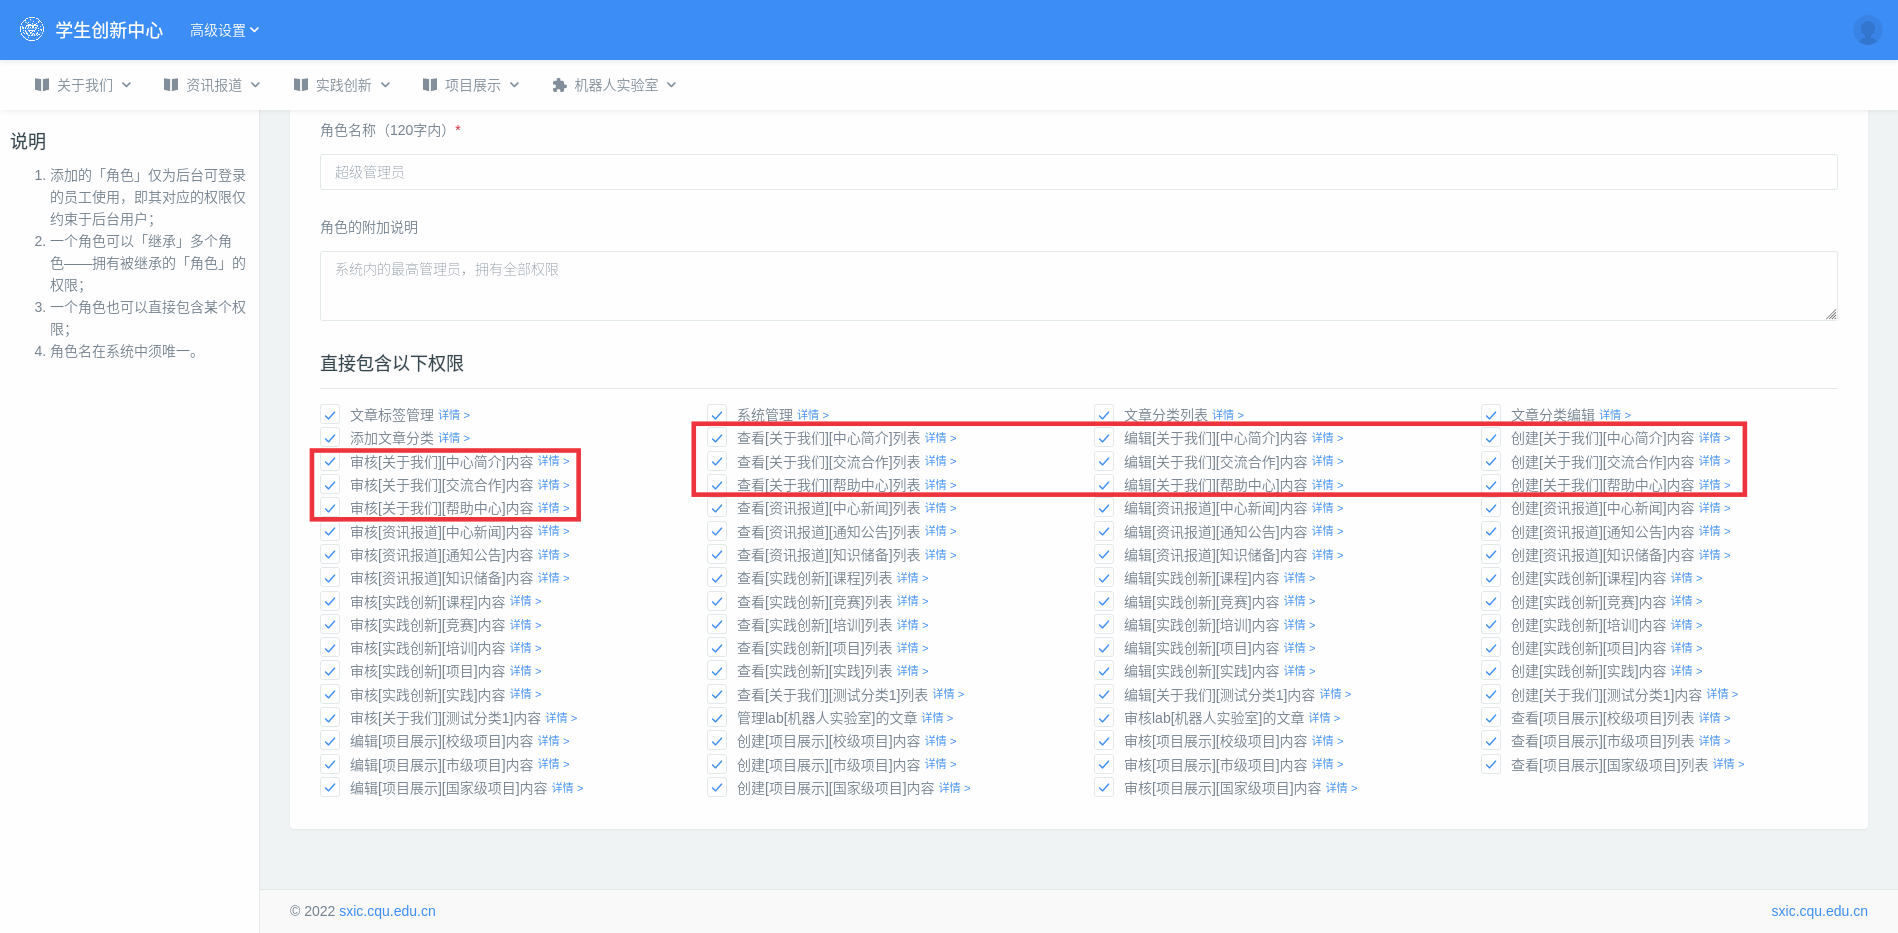 学生创新中心 高级设置
关于我们 资讯报道 实践创新 项目展示 机器人实验室
说明
1. 添加的「角色」仅为后台可登录
的员工使用，即其对应的权限仅
约束于后台用户；
2. 一个角色可以「继承」多个角
色——拥有被继承的「角色」的
权限；
3. 一个角色也可以直接包含某个权
限；
4. 角色名在系统中须唯一。
角色名称（120字内）*
超级管理员
角色的附加说明
系统内的最高管理员，拥有全部权限
直接包含以下权限
文章标签管理 详情 > 系统管理 详情 > 文章分类列表 详情 > 文章分类编辑 详情 >
添加文章分类 详情 > 查看[关于我们][中心简介]列表 详情 > 编辑[关于我们][中心简介]内容 详情 > 创建[关于我们][中心简介]内容 详情 >
审核[关于我们][中心简介]内容 详情 > 查看[关于我们][交流合作]列表 详情 > 编辑[关于我们][交流合作]内容 详情 > 创建[关于我们][交流合作]内容 详情 >
审核[关于我们][交流合作]内容 详情 > 查看[关于我们][帮助中心]列表 详情 > 编辑[关于我们][帮助中心]内容 详情 > 创建[关于我们][帮助中心]内容 详情 >
审核[关于我们][帮助中心]内容 详情 > 查看[资讯报道][中心新闻]列表 详情 > 编辑[资讯报道][中心新闻]内容 详情 > 创建[资讯报道][中心新闻]内容 详情 >
审核[资讯报道][中心新闻]内容 详情 > 查看[资讯报道][通知公告]列表 详情 > 编辑[资讯报道][通知公告]内容 详情 > 创建[资讯报道][通知公告]内容 详情 >
审核[资讯报道][通知公告]内容 详情 > 查看[资讯报道][知识储备]列表 详情 > 编辑[资讯报道][知识储备]内容 详情 > 创建[资讯报道][知识储备]内容 详情 >
审核[资讯报道][知识储备]内容 详情 > 查看[实践创新][课程]列表 详情 > 编辑[实践创新][课程]内容 详情 > 创建[实践创新][课程]内容 详情 >
审核[实践创新][课程]内容 详情 > 查看[实践创新][竞赛]列表 详情 > 编辑[实践创新][竞赛]内容 详情 > 创建[实践创新][竞赛]内容 详情 >
审核[实践创新][竞赛]内容 详情 > 查看[实践创新][培训]列表 详情 > 编辑[实践创新][培训]内容 详情 > 创建[实践创新][培训]内容 详情 >
审核[实践创新][培训]内容 详情 > 查看[实践创新][项目]列表 详情 > 编辑[实践创新][项目]内容 详情 > 创建[实践创新][项目]内容 详情 >
审核[实践创新][项目]内容 详情 > 查看[实践创新][实践]列表 详情 > 编辑[实践创新][实践]内容 详情 > 创建[实践创新][实践]内容 详情 >
审核[实践创新][实践]内容 详情 > 查看[关于我们][测试分类1]列表 详情 > 编辑[关于我们][测试分类1]内容 详情 > 创建[关于我们][测试分类1]内容 详情 >
审核[关于我们][测试分类1]内容 详情 > 管理lab[机器人实验室]的文章 详情 > 审核lab[机器人实验室]的文章 详情 > 查看[项目展示][校级项目]列表 详情 >
编辑[项目展示][校级项目]内容 详情 > 创建[项目展示][校级项目]内容 详情 > 审核[项目展示][校级项目]内容 详情 > 查看[项目展示][市级项目]列表 详情 >
编辑[项目展示][市级项目]内容 详情 > 创建[项目展示][市级项目]内容 详情 > 审核[项目展示][市级项目]内容 详情 > 查看[项目展示][国家级项目]列表 详情 >
编辑[项目展示][国家级项目]内容 详情 > 创建[项目展示][国家级项目]内容 详情 > 审核[项目展示][国家级项目]内容 详情 >
© 2022 sxic.cqu.edu.cn sxic.cqu.edu.cn